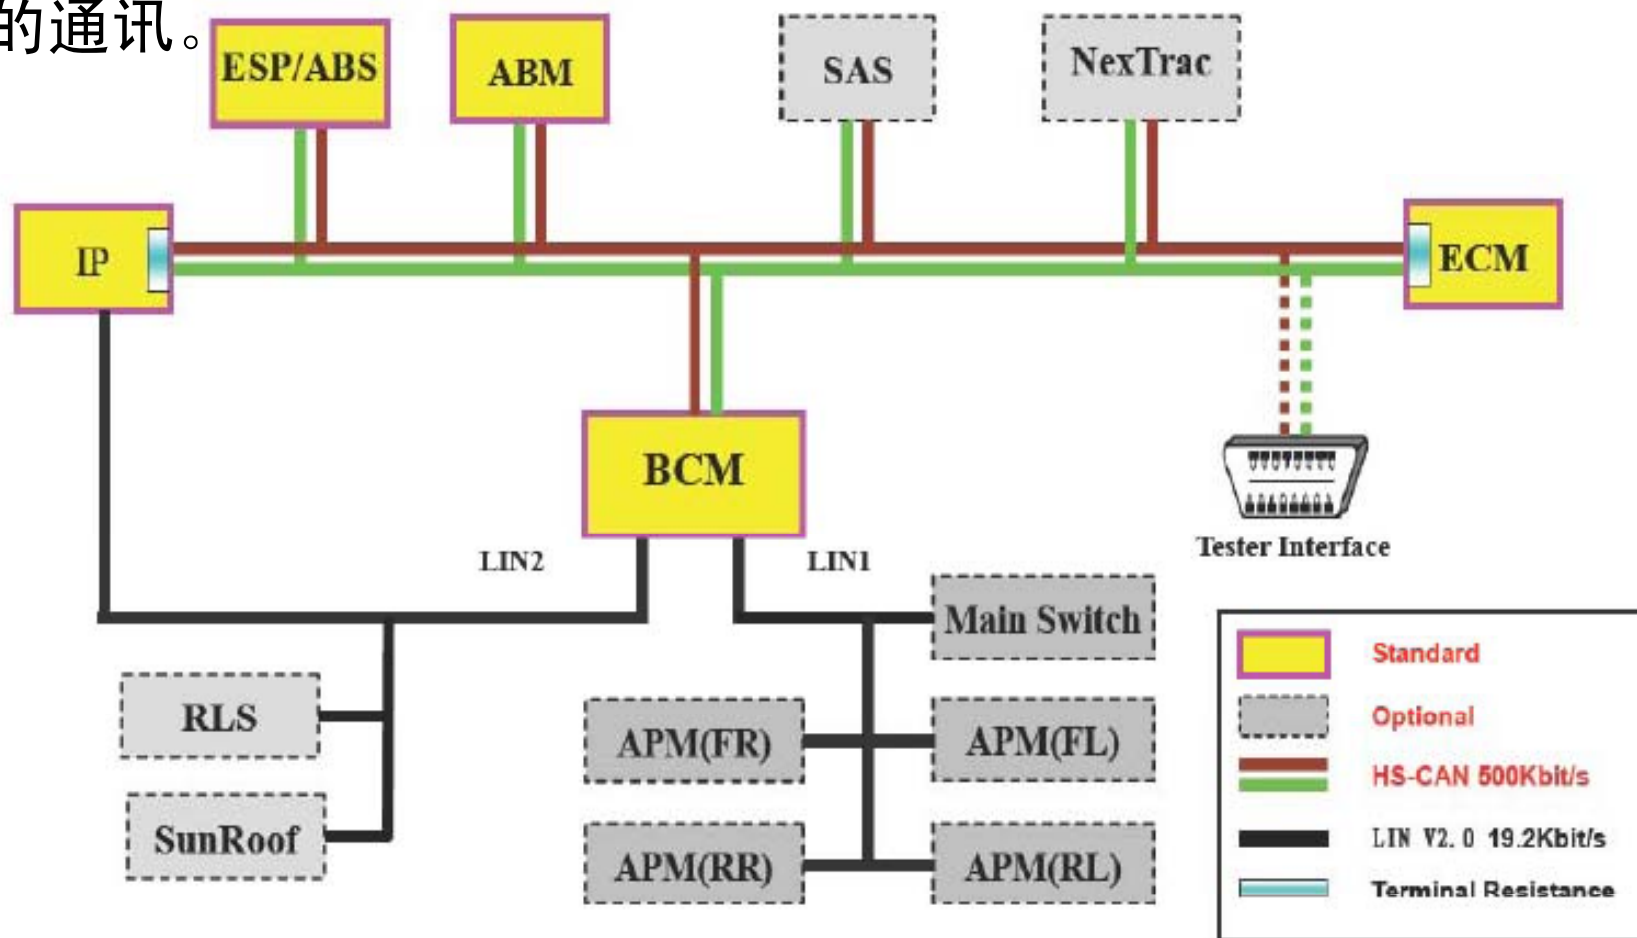 的通讯。
ESP/ABS
ABM
SAS
NexTrac
IP
ECM
BCM
LIN2
LIN1
Tester Interface
Main Switch
RLS
APM(FR)
APM(FL)
SunRoof
APM(RR)
APM(RL)
Standard
Optional
HS-CAN 500Kbit/s
LIN V2.0 19.2Kbit/s
Terminal Resistance